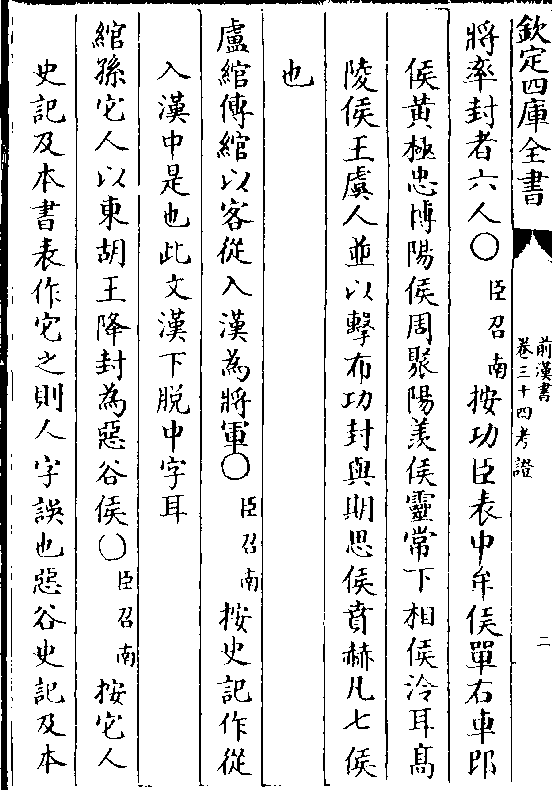 欽定四庫全書
前漢書
卷三十四考證
二
將率封者六人〇臣召南按功臣表中牟侯單右車邔
侯黃極忠博陽侯周聚陽羡侯靈常下相侯泠耳髙
陵侯王虞人並以擊布功封與期思侯賁赫凡七侯
也
盧綰傳綰以客從入漢為將軍〇臣召南按史記作從
入漢中是也此文漢下脱中字耳
綰孫它人以東胡王降封為惡谷侯〇臣召南按它人
史記及本書表作它之則人字誤也惡谷史記及本